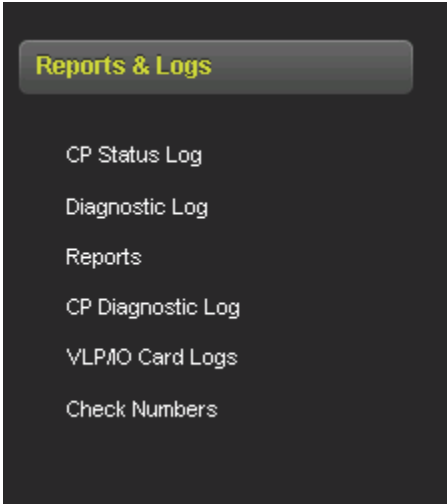 Reports & Logs
CP Status Log
Diagnostic Log
Reports
CP Diagnostic Log
VLP/IO Card Logs
Check Numbers